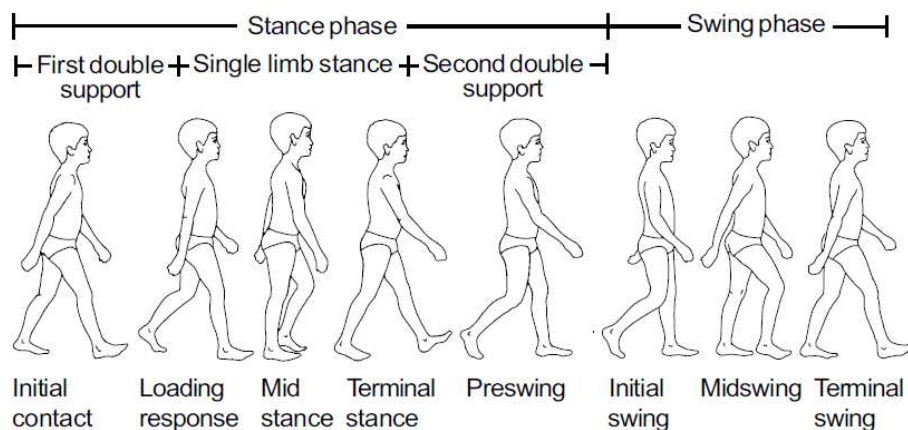 Stance phase
Swing phase
First double support
Single limb stance
Second double support
Initial contact
Loading response
Mid stance
Terminal stance
Preswing
Initial swing
Midswing
Terminal swing